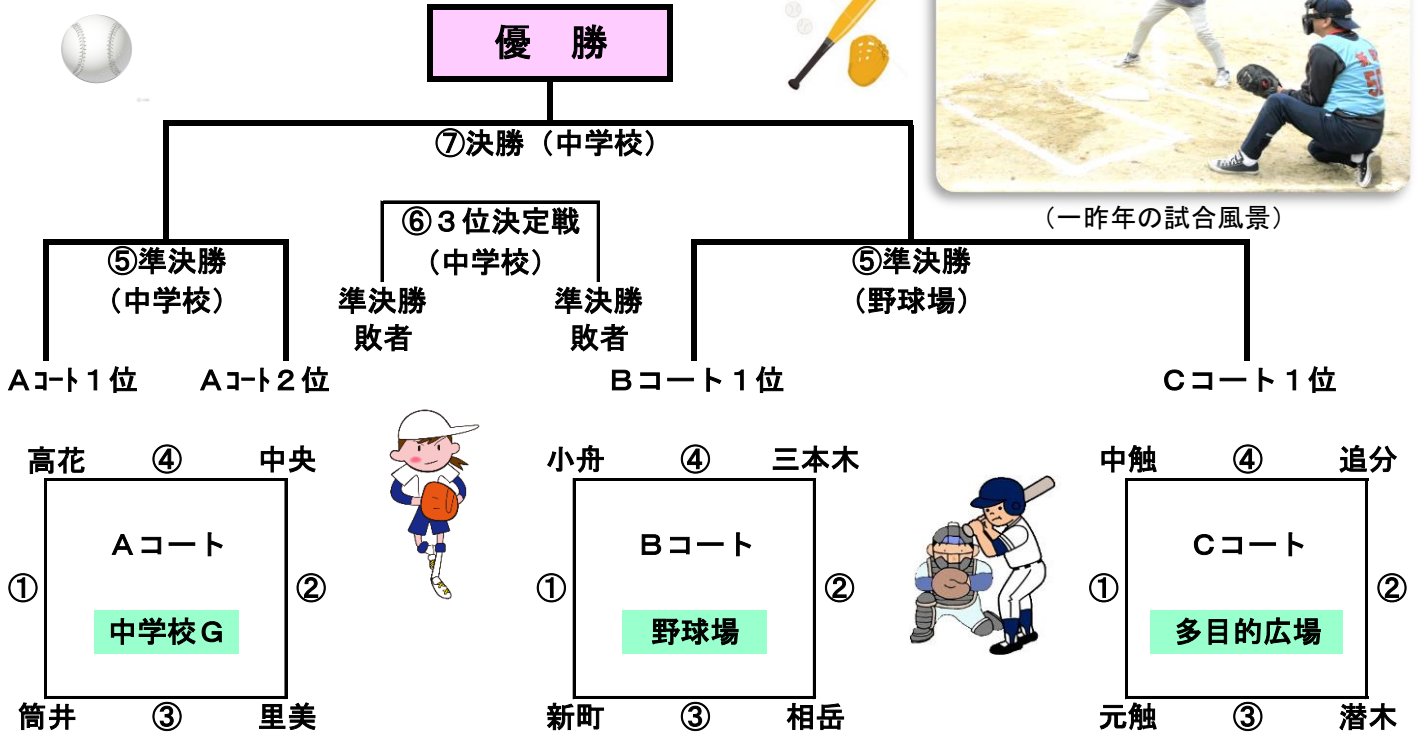 優　勝
⑦決勝（中学校）
（一昨年の試合風景）
⑥３位決定戦
（中学校）
準決勝
敗者
準決勝
敗者
⑤準決勝
（中学校）
⑤準決勝
（野球場）
Ａｺｰﾄ１位
Ａｺｰﾄ２位
Ｂコート１位
Ｃコート１位
高花　④　中央
Ａコート
①　②
中学校Ｇ
筒井　③　里美
小舟　④　三本木
Ｂコート
①　②
野球場
新町　③　相岳
中触　④　追分
Ｃコート
①　②
多目的広場
元触　③　潜木